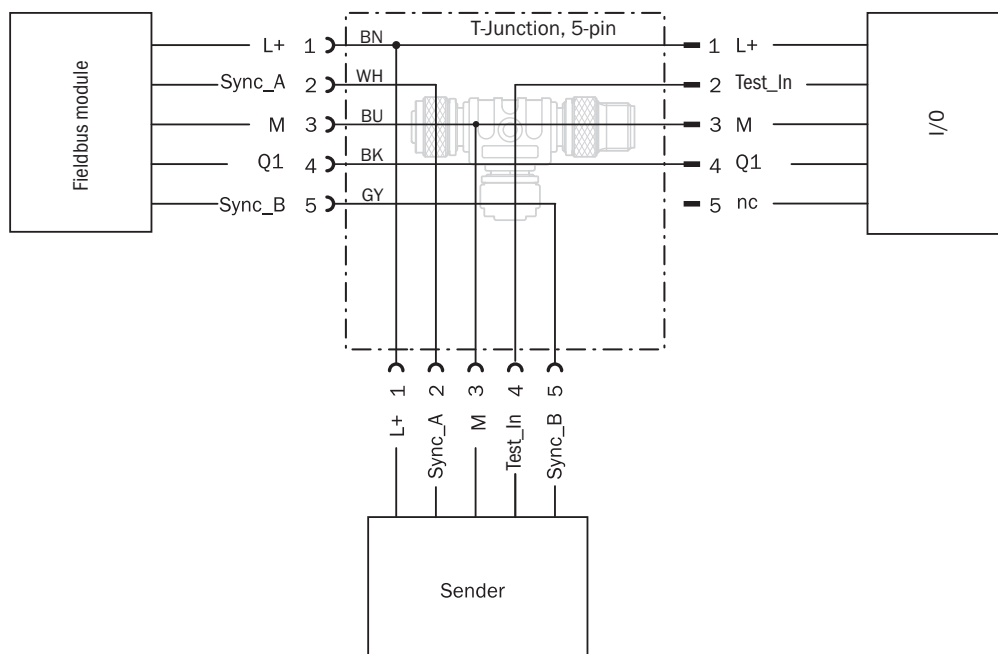 T-Junction, 5-pin
Fieldbus module
L+ 1 BN
Sync_A 2 WH
M 3 BU
Q1 4 BK
Sync_B 5 GY
1 L+
2 Test_In
3 M
4 Q1
5 nc
I/O
1 L+
2 Sync_A
3 M
4 Test_In
5 Sync_B
Sender